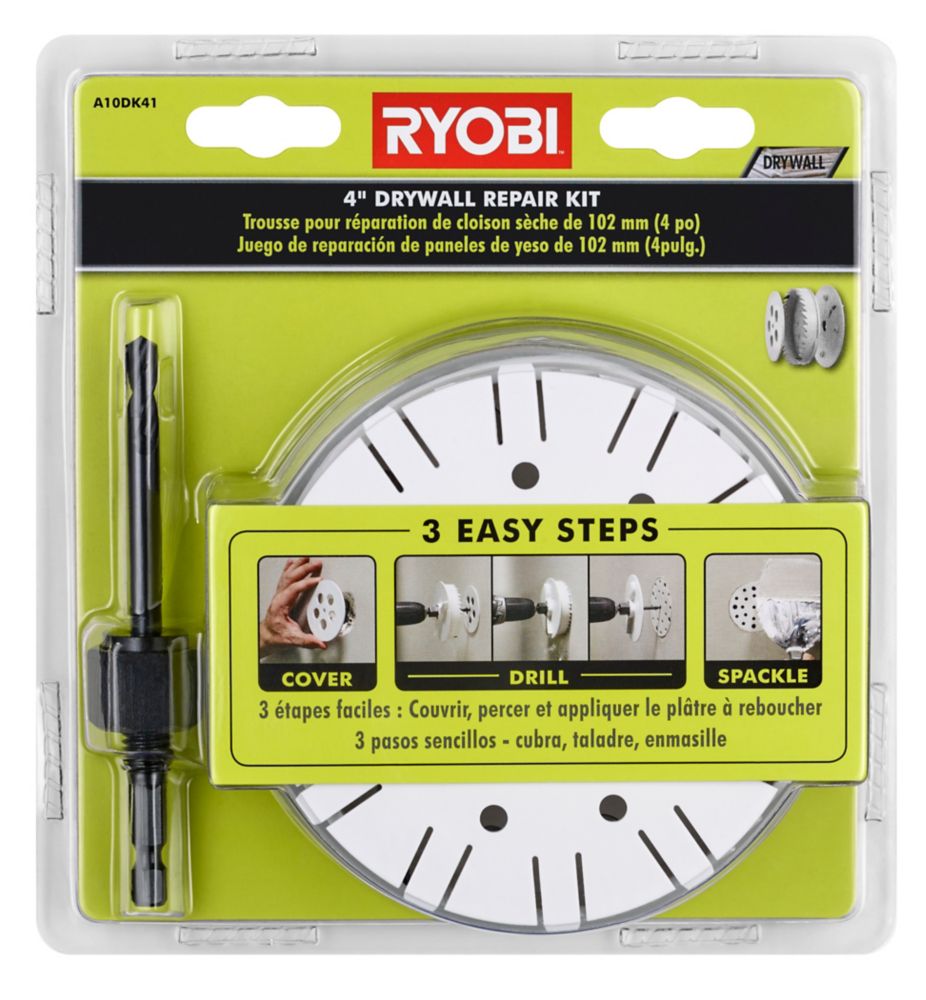 A10DK41
RYOBI
DRYWALL
4" DRYWALL REPAIR KIT
Trousse pour réparation de cloison sèche de 102 mm (4 po)
Juego de reparación de paneles de yeso de 102 mm (4pulg.)
3 EASY STEPS
COVER
DRILL
SPACKLE
3 étapes faciles : Couvrir, percer et appliquer le plâtre à reboucher
3 pasos sencillos - cubra, taladre, enmasille